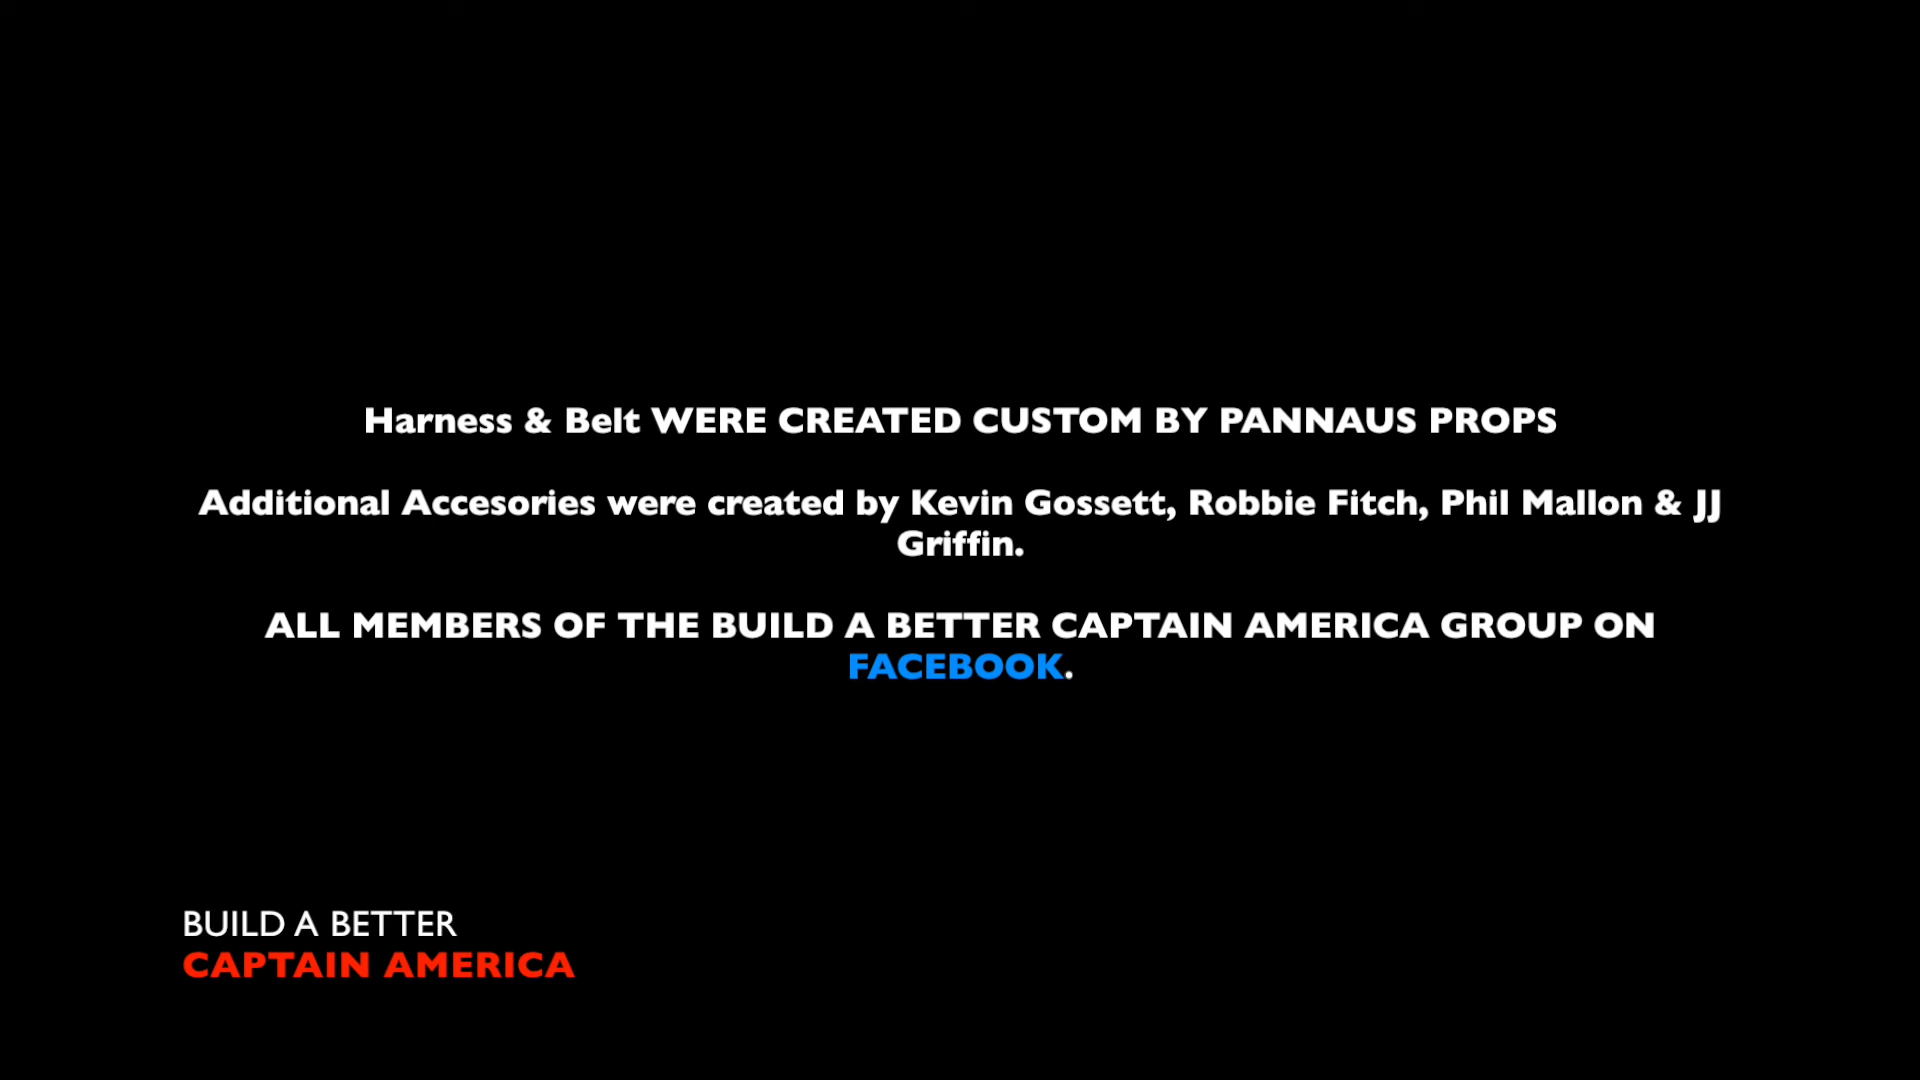 Harness & Belt WERE CREATED CUSTOM BY PANNAUS PROPS
Additional Accesories were created by Kevin Gossett, Robbie Fitch, Phil Mallon & JJ
Griffin.
ALL MEMBERS OF THE BUILD A BETTER CAPTAIN AMERICA GROUP ON
FACEBOOK.
BUILD A BETTER
CAPTAIN AMERICA